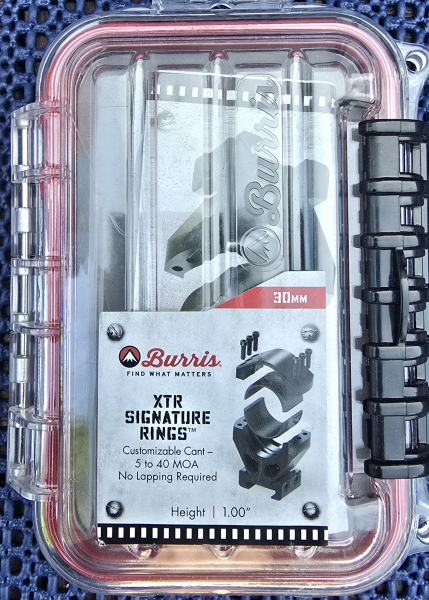 Burris
30MM
Burris
FIND WHAT MATTERS
XTR
SIGNATURE
RINGS™
Customizable Cant –
5 to 40 MOA
No Lapping Required
Height | 1.00"